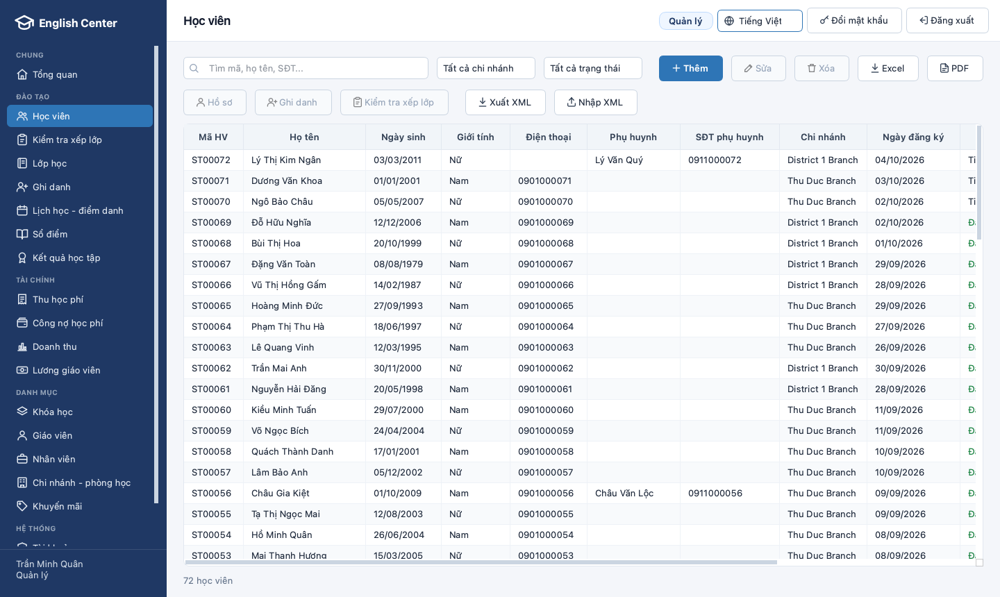 English Center
CHUNG
Tổng quan
ĐÀO TẠO
Học viên
Kiểm tra xếp lớp
Lớp học
Ghi danh
Lịch học - điểm danh
Sổ điểm
Kết quả học tập
TÀI CHÍNH
Thu học phí
Công nợ học phí
Doanh thu
Lương giáo viên
DANH MỤC
Khóa học
Giáo viên
Nhân viên
Chi nhánh - phòng học
Khuyến mãi
HỆ THỐNG
Trần Minh Quân
Quản lý
Học viên
Quản lý Tiếng Việt Đổi mật khẩu Đăng xuất
Tìm mã, họ tên, SĐT... Tất cả chi nhánh Tất cả trạng thái Thêm Sửa Xóa Excel PDF
Hồ sơ Ghi danh Kiểm tra xếp lớp Xuất XML Nhập XML
Mã HV Họ tên Ngày sinh Giới tính Điện thoại Phụ huynh SĐT phụ huynh Chi nhánh Ngày đăng ký
ST00072 Lý Thị Kim Ngân 03/03/2011 Nữ Lý Văn Quý 0911000072 District 1 Branch 04/10/2026
ST00071 Dương Văn Khoa 01/01/2001 Nam 0901000071 Thu Duc Branch 03/10/2026
ST00070 Ngô Bảo Châu 05/05/2007 Nữ 0901000070 Thu Duc Branch 02/10/2026
ST00069 Đỗ Hữu Nghĩa 12/12/2006 Nam 0901000069 District 1 Branch 02/10/2026
ST00068 Bùi Thị Hoa 20/10/1999 Nữ 0901000068 District 1 Branch 01/10/2026
ST00067 Đặng Văn Toàn 08/08/1979 Nam 0901000067 District 1 Branch 29/09/2026
ST00066 Vũ Thị Hồng Gấm 14/02/1987 Nữ 0901000066 District 1 Branch 28/09/2026
ST00065 Hoàng Minh Đức 27/09/1993 Nam 0901000065 Thu Duc Branch 29/09/2026
ST00064 Phạm Thị Thu Hà 18/06/1997 Nữ 0901000064 Thu Duc Branch 27/09/2026
ST00063 Lê Quang Vinh 12/03/1995 Nam 0901000063 Thu Duc Branch 26/09/2026
ST00062 Trần Mai Anh 30/11/2000 Nữ 0901000062 District 1 Branch 30/09/2026
ST00061 Nguyễn Hải Đăng 20/05/1998 Nam 0901000061 District 1 Branch 28/09/2026
ST00060 Kiều Minh Tuấn 29/07/2000 Nam 0901000060 Thu Duc Branch 11/09/2026
ST00059 Võ Ngọc Bích 24/04/2004 Nữ 0901000059 Thu Duc Branch 11/09/2026
ST00058 Quách Thành Danh 17/01/2001 Nam 0901000058 Thu Duc Branch 10/09/2026
ST00057 Lâm Bảo Anh 05/12/2002 Nữ 0901000057 Thu Duc Branch 10/09/2026
ST00056 Châu Gia Kiệt 01/10/2009 Nam 0901000056 Châu Văn Lộc 0911000056 Thu Duc Branch 09/09/2026
ST00055 Tạ Thị Ngọc Mai 12/08/2003 Nữ 0901000055 Thu Duc Branch 09/09/2026
ST00054 Hồ Minh Quân 26/06/2004 Nam 0901000054 Thu Duc Branch 08/09/2026
ST00053 Mai Thanh Hương 15/03/2005 Nữ 0901000053 Thu Duc Branch 08/09/2026
72 học viên